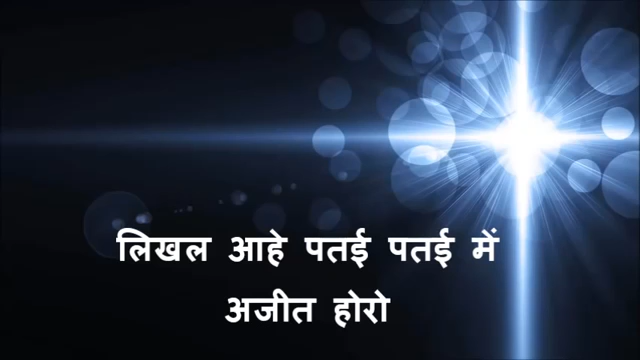 लिखल आहे पतई पतई में
अजीत होरो